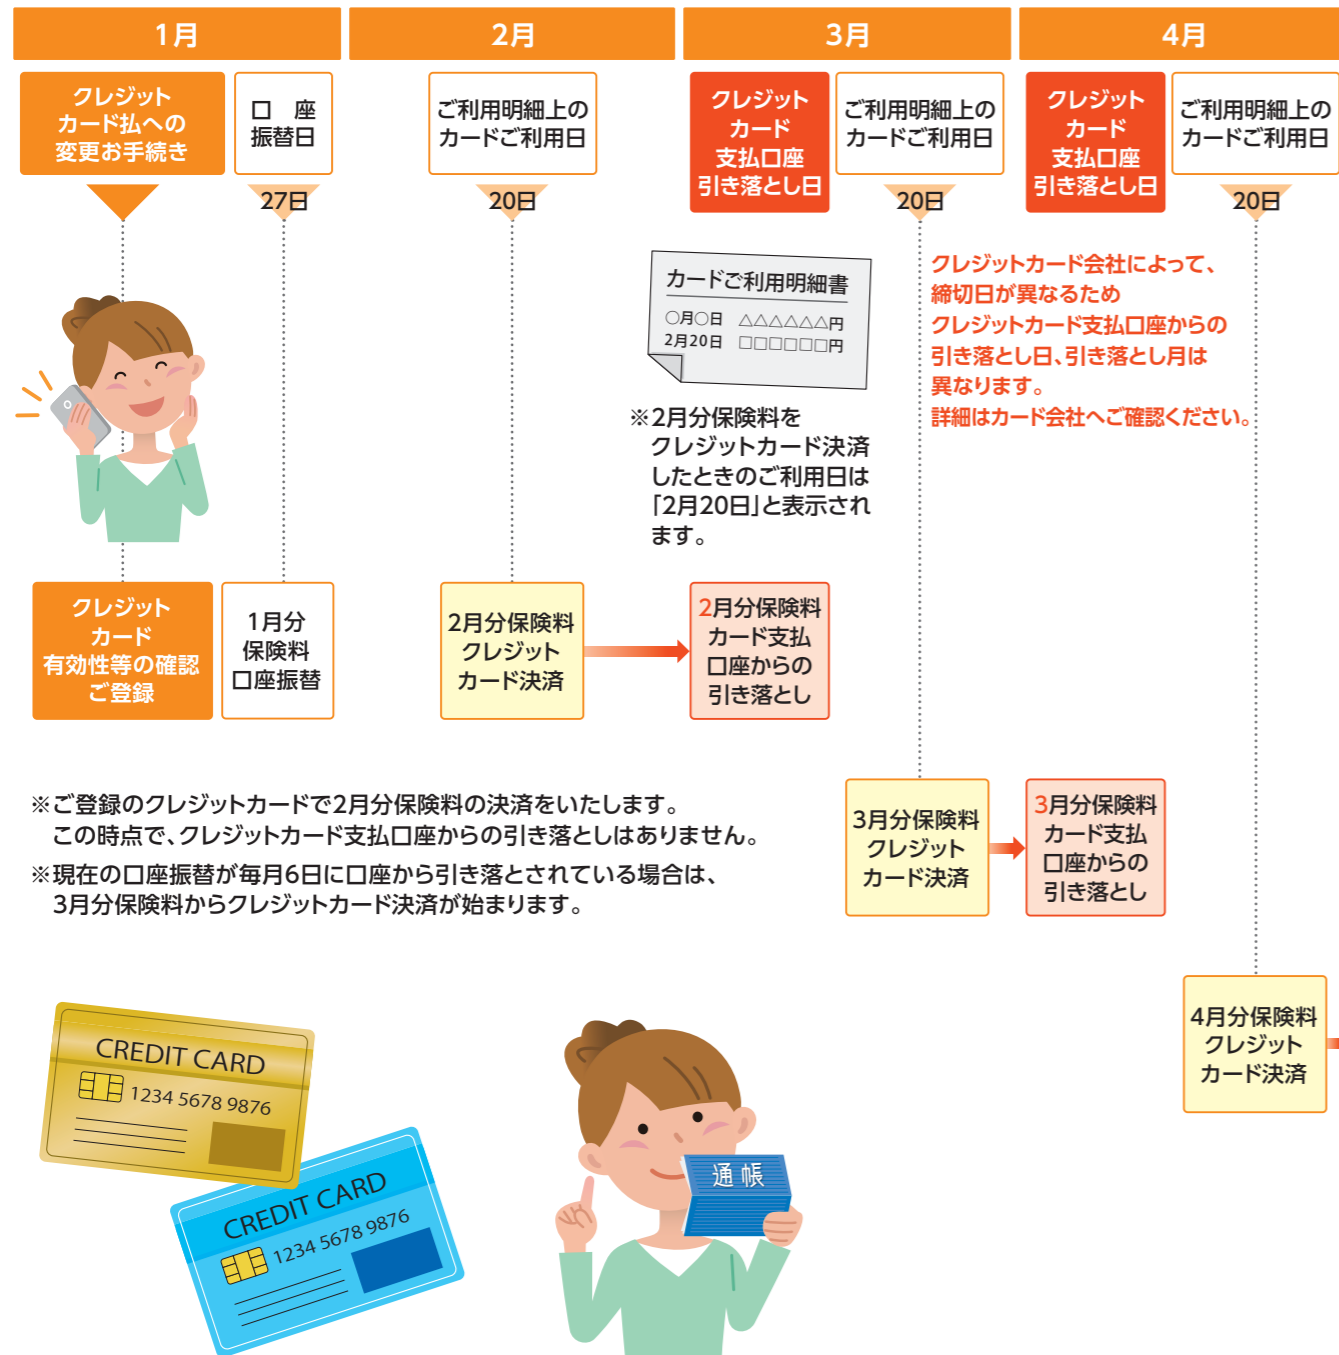 1月
2月
3月
4月
クレジット
カード払への
変更お手続き
口 座
振替日
ご利用明細上の
カードご利用日
クレジット
カード
支払口座
引き落とし日
ご利用明細上の
カードご利用日
クレジット
カード
支払口座
引き落とし日
ご利用明細上の
カードご利用日
27日
20日
20日
20日
カードご利用明細書
○月○日 △△△△△△円
2月20日 □□□□□□円
※2月分保険料を
クレジットカード決済
したときのご利用日は
「2月20日」と表示され
ます。
クレジットカード会社によって、
締切日が異なるため
クレジットカード支払口座からの
引き落とし日、引き落とし月は
異なります。
詳細はカード会社へご確認ください。
クレジット
カード
有効性等の確認
ご登録
1月分
保険料
口座振替
2月分保険料
クレジット
カード決済
2月分保険料
カード支払
口座からの
引き落とし
※ご登録のクレジットカードで2月分保険料の決済をいたします。
この時点で、クレジットカード支払口座からの引き落としはありません。
※現在の口座振替が毎月6日に口座から引き落とされている場合は、
3月分保険料からクレジットカード決済が始まります。
3月分保険料
クレジット
カード決済
3月分保険料
カード支払
口座からの
引き落とし
4月分保険料
クレジット
カード決済
CREDIT CARD
1234 5678 9876
CREDIT CARD
1234 5678 9876
通帳